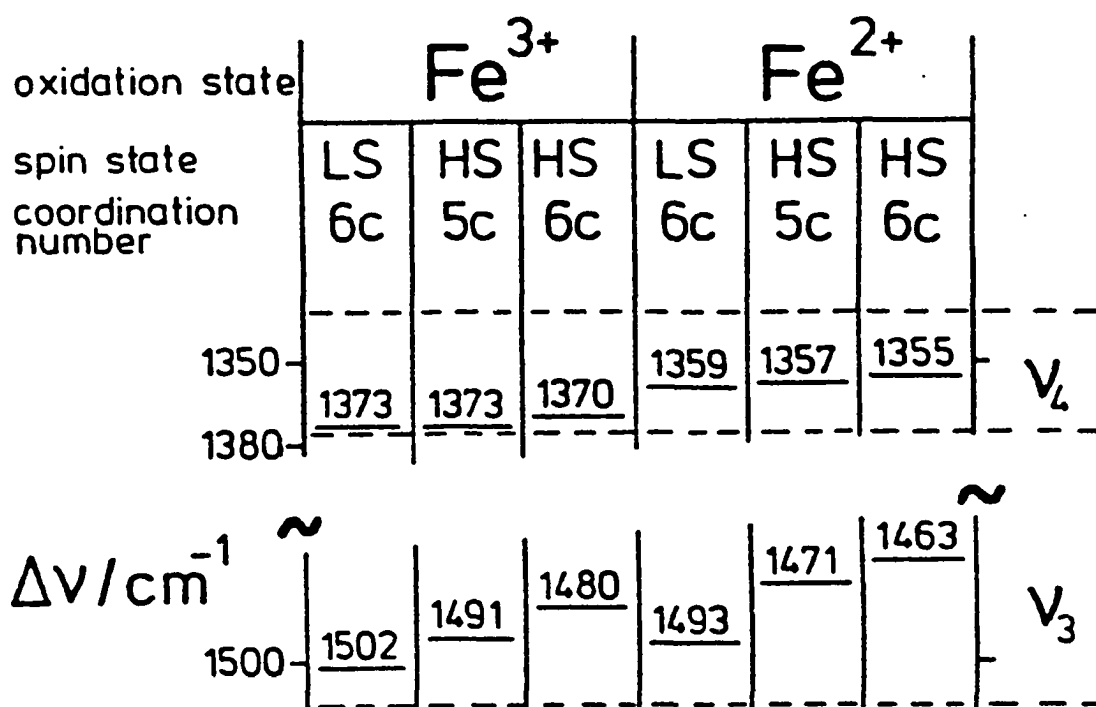 oxidation state Fe3+ Fe2+
spin state LS HS HS LS HS HS
coordination number 6c 5c 6c 6c 5c 6c
1350 1359 1357 1355 ν4
1373 1373 1370
1380
~ ~
Δν/cm-1 1471 1463
1491 1480 1493 ν3
1500 1502